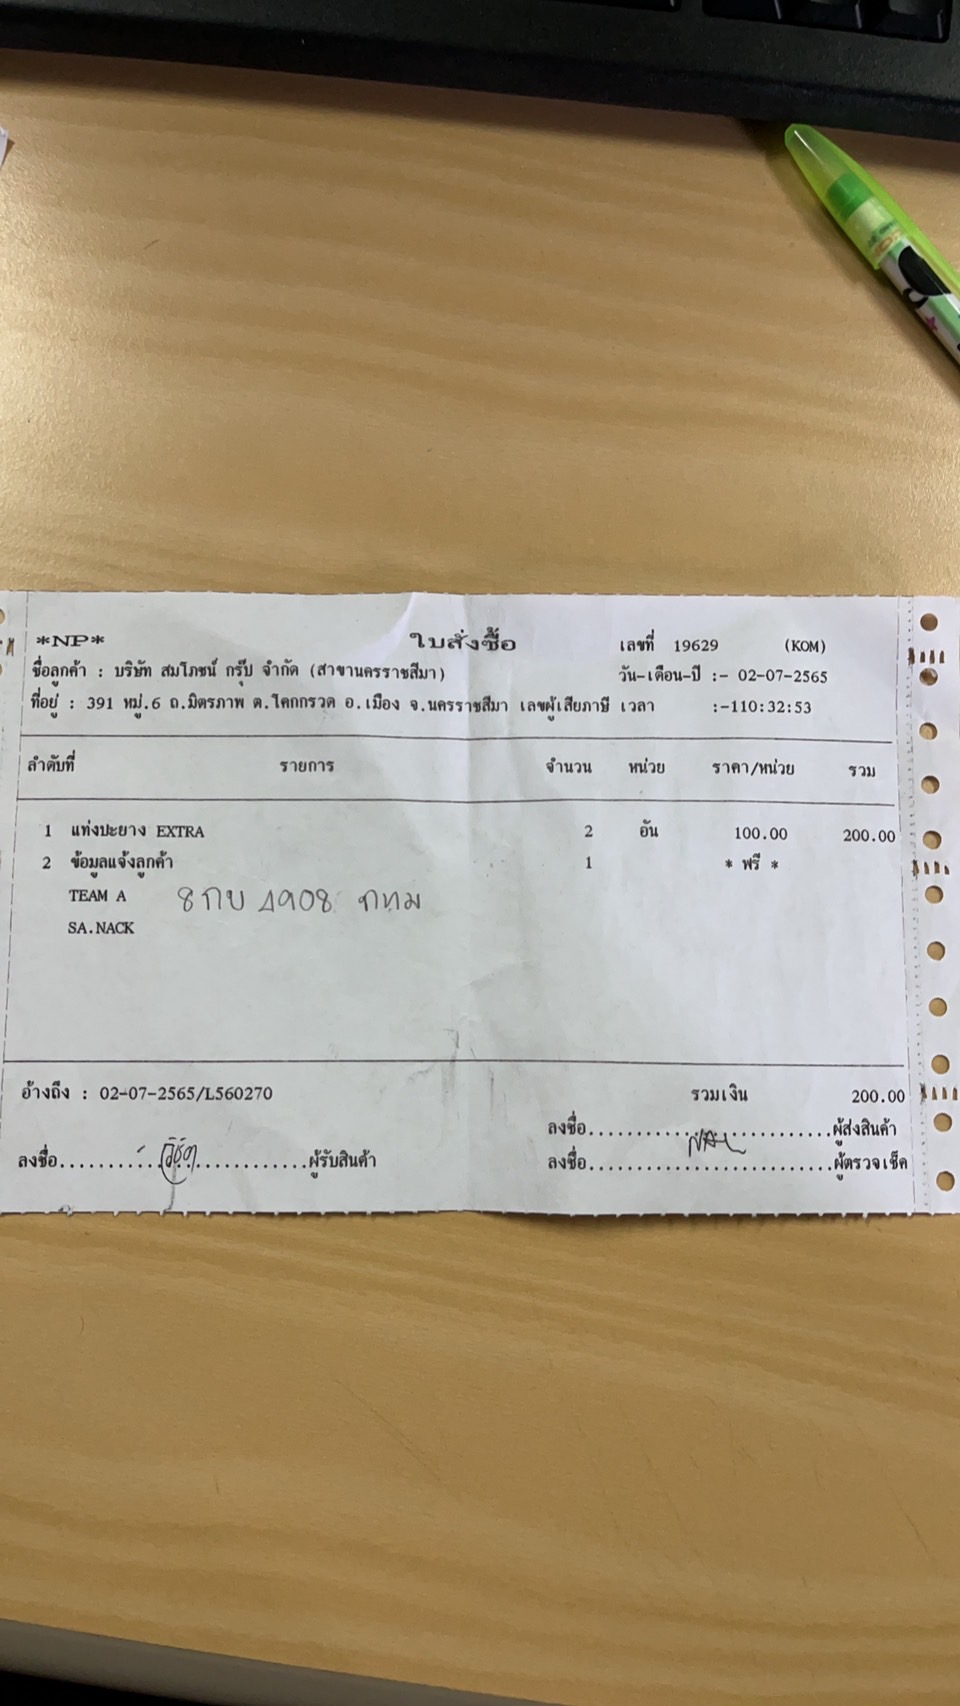 *NP* ใบสั่งซื้อ เลขที่ 19629 (KOM)
ชื่อลูกค้า : บริษัท สมโภชน์ กรุ๊ป จำกัด (สาขานครราชสีมา) วัน-เดือน-ปี :- 02-07-2565
ที่อยู่ : 391 หมู่.6 ถ.มิตรภาพ ต.โคกกรวด อ.เมือง จ.นครราชสีมา เลขผู้เสียภาษี เวลา :-110:32:53
ลำดับที่ รายการ จำนวน หน่วย ราคา/หน่วย รวม
1 แท่งปะยาง EXTRA 2 อัน 100.00 200.00
2 ข้อมูลแจ้งลูกค้า 1 * ฟรี *
TEAM A 8กบ 4908 กทม
SA.NACK
อ้างถึง : 02-07-2565/L560270 รวมเงิน 200.00
ลงชื่อ...............................ผู้ส่งสินค้า
ลงชื่อ...............................ผู้รับสินค้า ลงชื่อ...............................ผู้ตรวจเช็ค